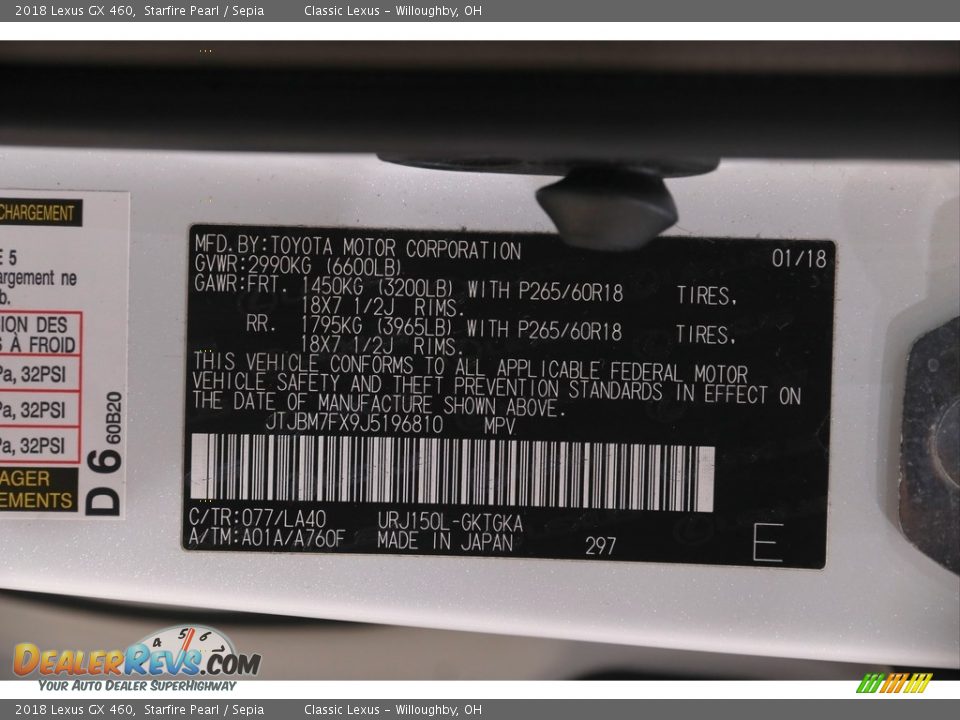 2018 Lexus GX 460, Starfire Pearl / Sepia Classic Lexus - Willoughby, OH
CHARGEMENT
E 5
argement ne
b.
ION DES
S À FROID
Pa, 32PSI
Pa, 32PSI
Pa, 32PSI
AGER
EMENTS
D 6 60B20
MFD. BY: TOYOTA MOTOR CORPORATION 01/18
GVWR: 2990KG (6600LB)
GAWR: FRT. 1450KG (3200LB) WITH P265/60R18 TIRES,
18X7 1/2J RIMS.
RR. 1795KG (3965LB) WITH P265/60R18 TIRES,
18X7 1/2J RIMS.
THIS VEHICLE CONFORMS TO ALL APPLICABLE FEDERAL MOTOR
VEHICLE SAFETY AND THEFT PREVENTION STANDARDS IN EFFECT ON
THE DATE OF MANUFACTURE SHOWN ABOVE.
JTJBM7FX9J5196810 MPV
C/TR: 077/LA40 URJ150L-GKTGKA
A/TM: A01A/A760F MADE IN JAPAN 297 E
4 5 6
DEALERREVS.COM
YOUR AUTO DEALER SUPERHIGHWAY
2018 Lexus GX 460, Starfire Pearl / Sepia Classic Lexus - Willoughby, OH